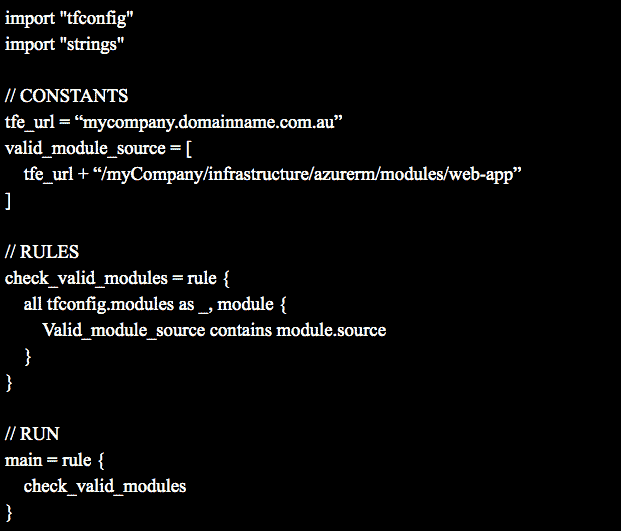 import "tfconfig"
import "strings"
// CONSTANTS
tfe_url = “mycompany.domainname.com.au”
valid_module_source = [
tfe_url + “/myCompany/infrastructure/azurerm/modules/web-app”
]
// RULES
check_valid_modules = rule {
all tfconfig.modules as _, module {
Valid_module_source contains module.source
}
}
// RUN
main = rule {
check_valid_modules
}